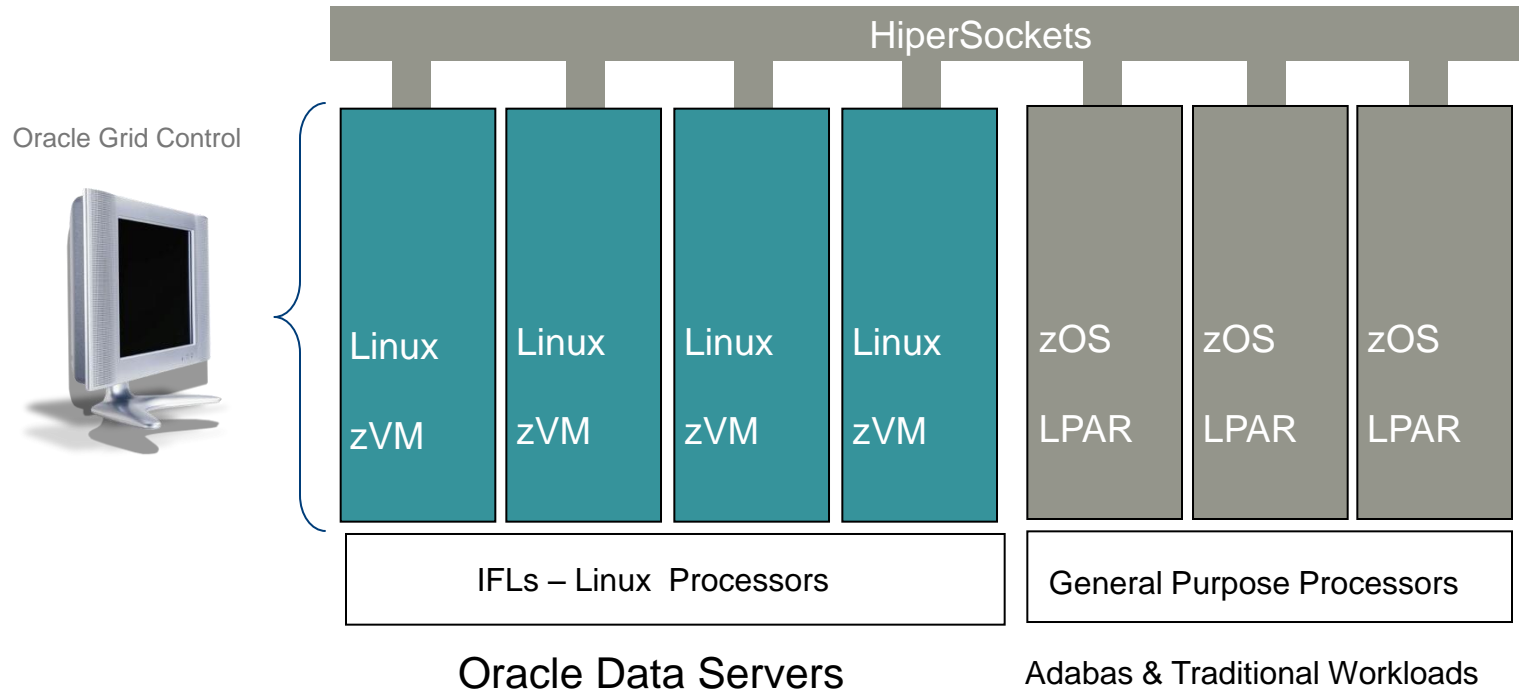 HiperSockets
Oracle Grid Control
Linux
zVM
Linux
zVM
Linux
zVM
Linux
zVM
zOS
LPAR
zOS
LPAR
zOS
LPAR
IFLs – Linux Processors
General Purpose Processors
Oracle Data Servers
Adabas & Traditional Workloads